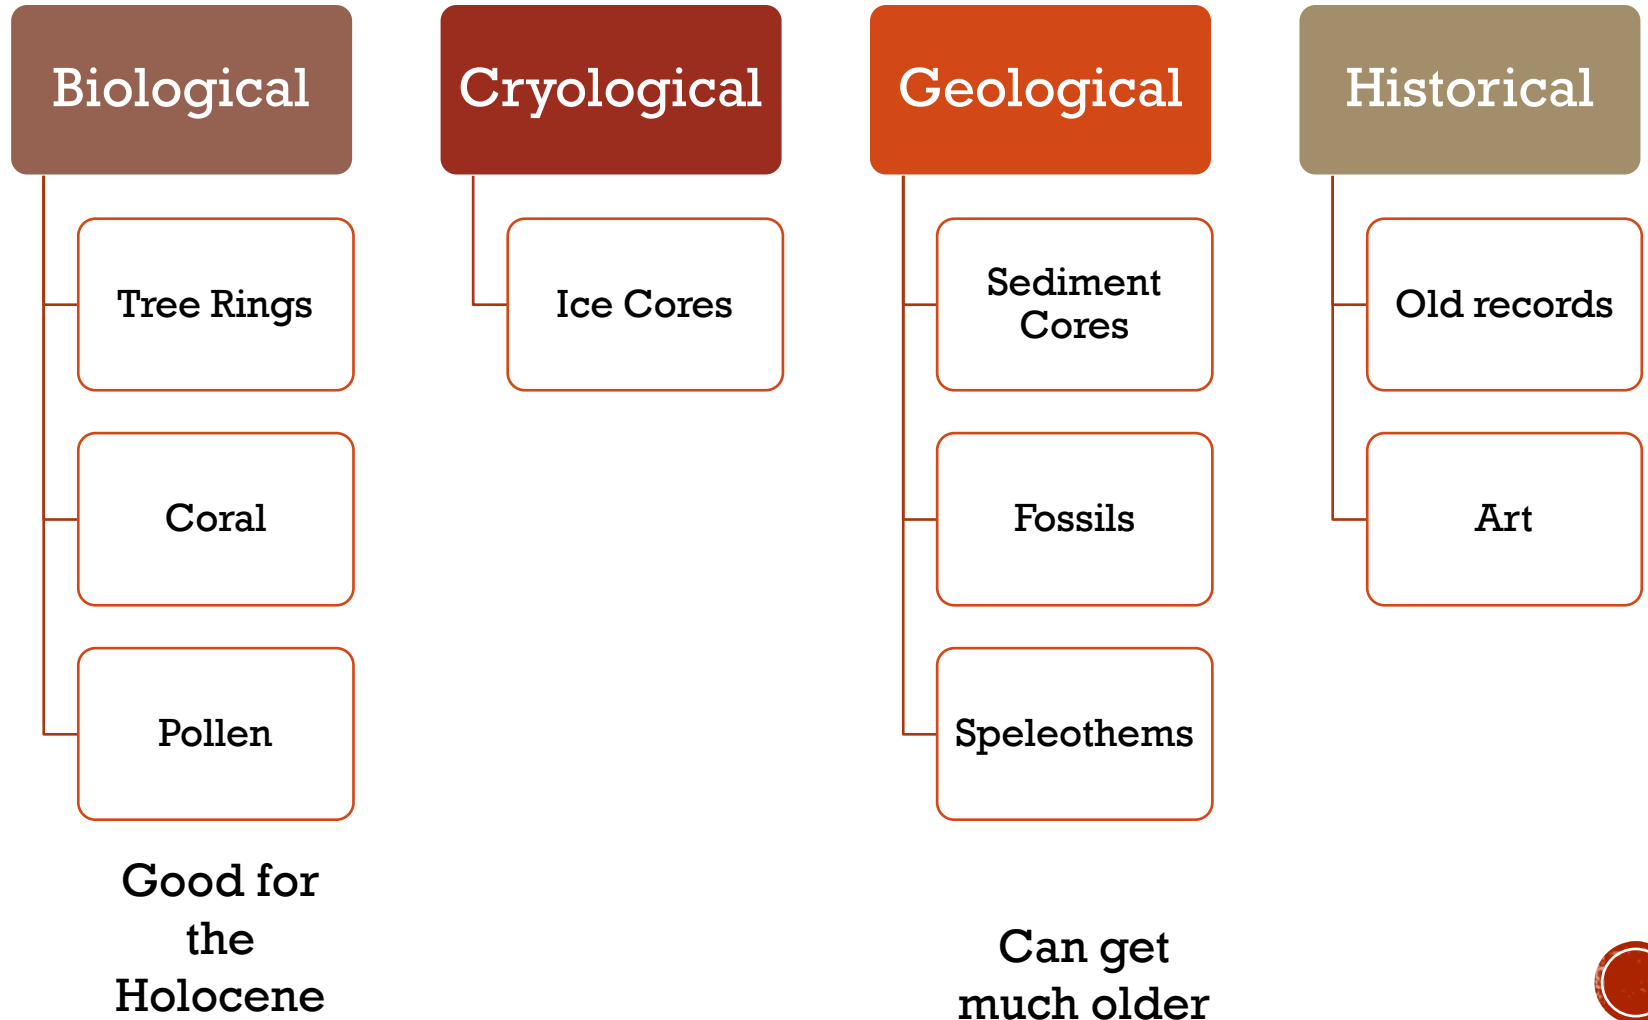 Biological
Tree Rings
Coral
Pollen
Good for
the
Holocene
Cryological
Ice Cores
Geological
Sediment
Cores
Fossils
Speleothems
Can get
much older
Historical
Old records
Art